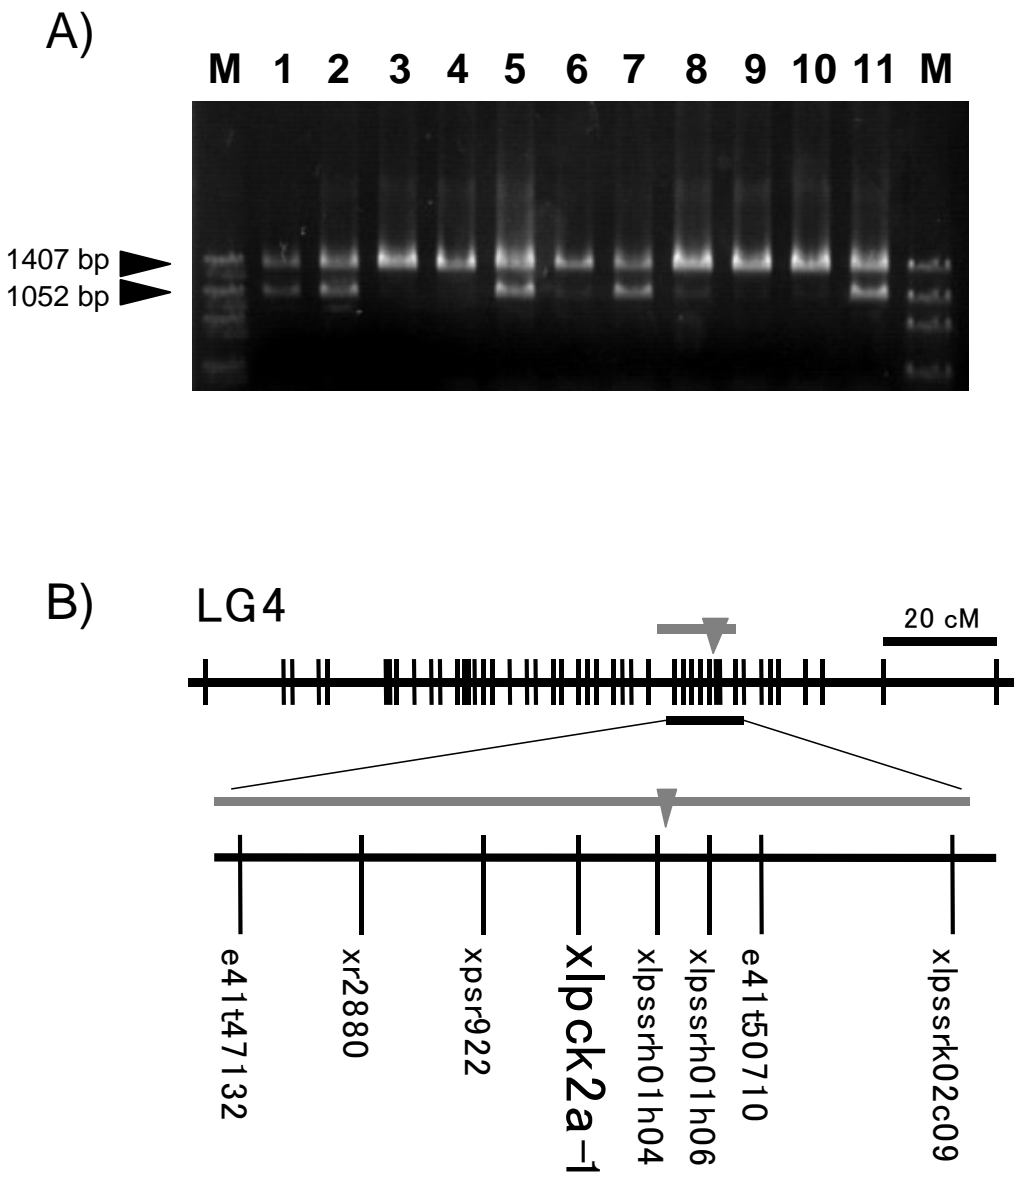 A)
M 1 2 3 4 5 6 7 8 9 10 11 M
1407 bp
1052 bp
B)
LG4
20 cM
e41t47132
xr2880
xpsr922
xlpck2a-1
xlpssrh01h04
xlpssrh01h06
e41t50710
xlpssrk02c09